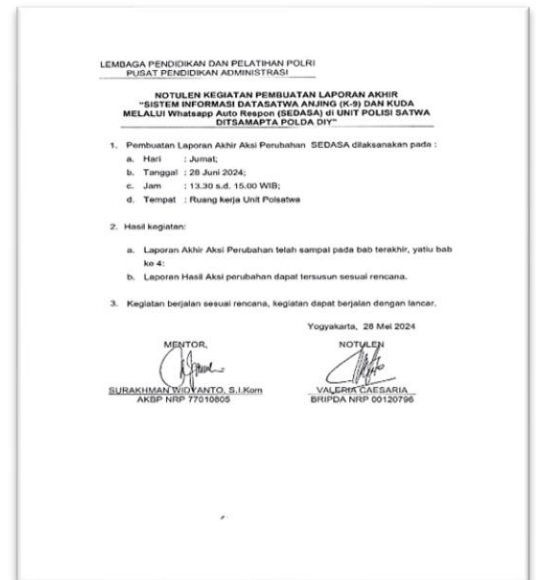 LEMBAGA PENDIDIKAN DAN PELATIHAN POLRI
PUSAT PENDIDIKAN ADMINISTRASI
NOTULEN KEGIATAN PEMBUATAN LAPORAN AKHIR
"SISTEM INFORMASI DATASATWA ANJING (K-9) DAN KUDA
MELALUI Whatsapp Auto Respon (SEDASA) di UNIT POLISI SATWA
DITSAMAPTA POLDA DIY"
1. Pembuatan Laporan Akhir Aksi Perubahan SEDASA dilaksanakan pada :
a. Hari : Jumat;
b. Tanggal : 28 Juni 2024;
c. Jam : 13.30 s.d. 15.00 WIB;
d. Tempat : Ruang kerja Unit Polsatwa
2. Hasil kegiatan:
a. Laporan Akhir Aksi Perubahan telah sampai pada bab terakhir, yatiu bab
ke 4;
b. Laporan Hasil Aksi perubahan dapat tersusun sesuai rencana.
3. Kegiatan berjalan sesuai rencana, kegiatan dapat berjalan dengan lancar.
Yogyakarta, 28 Mei 2024
MENTOR, NOTULEN
SURAKHMAN WIDYANTO, S.I.Kom VALERIA CAESARIA
AKBP NRP 77010805 BRIPDA NRP 00120796